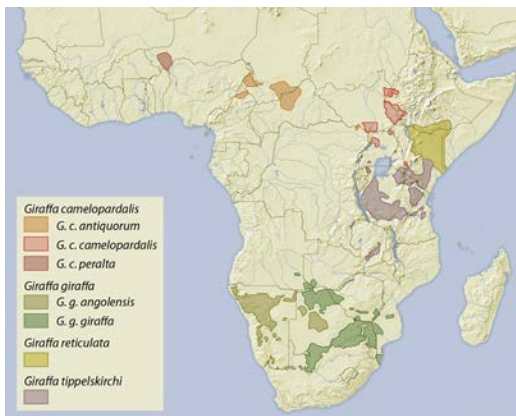 Giraffa camelopardalis
G. c. antiquorum
G. c. camelopardalis
G. c. peralta
Giraffa giraffa
G. g. angolensis
G. g. giraffa
Giraffa reticulata
Giraffa tippelskirchi